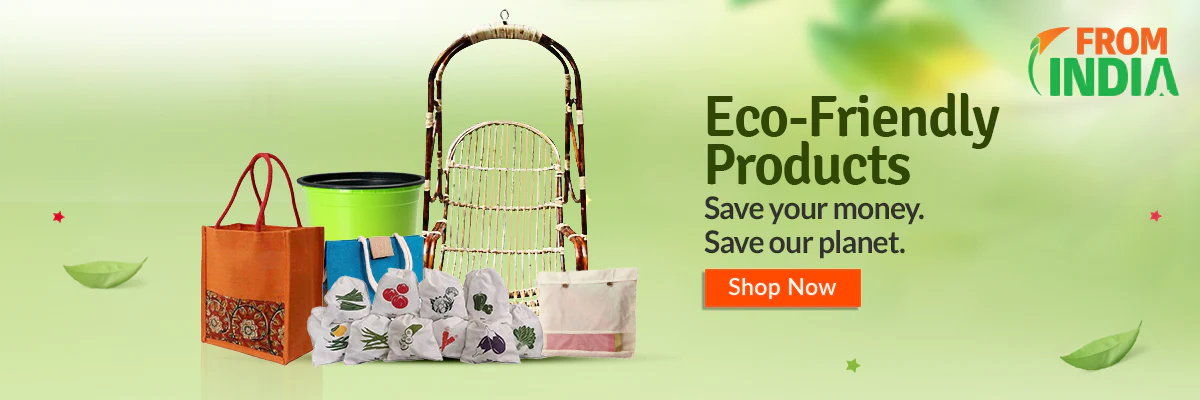 FROM
INDIA
Eco-Friendly
Products
Save your money.
Save our planet.
Shop Now